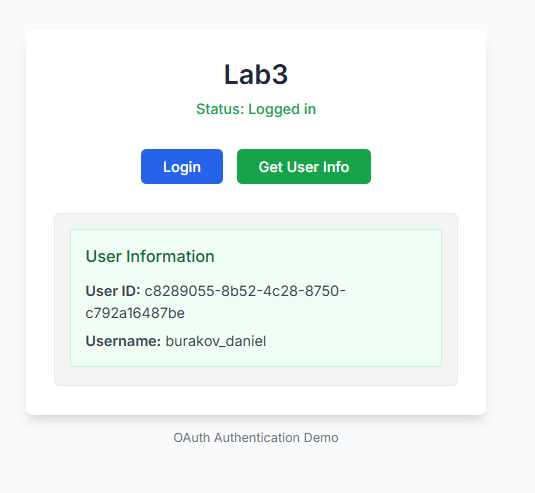 Lab3
Status: Logged in
Login
Get User Info
User Information
User ID: c8289055-8b52-4c28-8750-
c792a16487be
Username: burakov_daniel
OAuth Authentication Demo